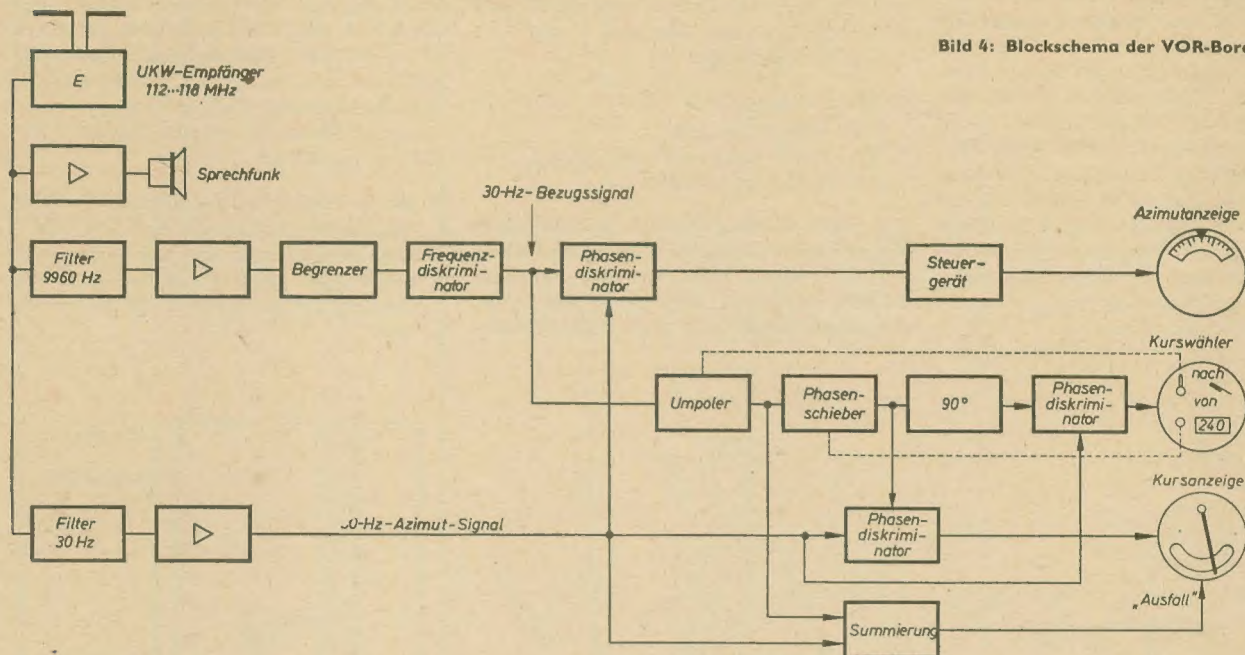 Bild 4: Blockschema der VOR-Bor
E
UKW-Empfänger
112...118 MHz
Sprechfunk
30-Hz-Bezugssignal
Azimutanzeige
Filter
9960 Hz
Begrenzer
Frequenz-
diskrimi-
nator
Phasen-
diskrimi-
nator
Steuer-
gerät
Kurswähler
Umpoler
Phasen-
schieber
90°
Phasen-
diskrimi-
nator
nach
von
240
Kursanzeige
Filter
30 Hz
0-Hz-Azimut-Signal
Phasen-
diskrimi-
nator
„Ausfall"
Summierung